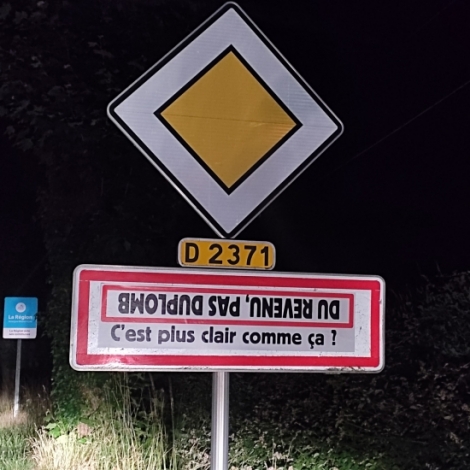 D 2371
DU REVENU, PAS DUPLOMB
C'est plus clair comme ça ?
La Région